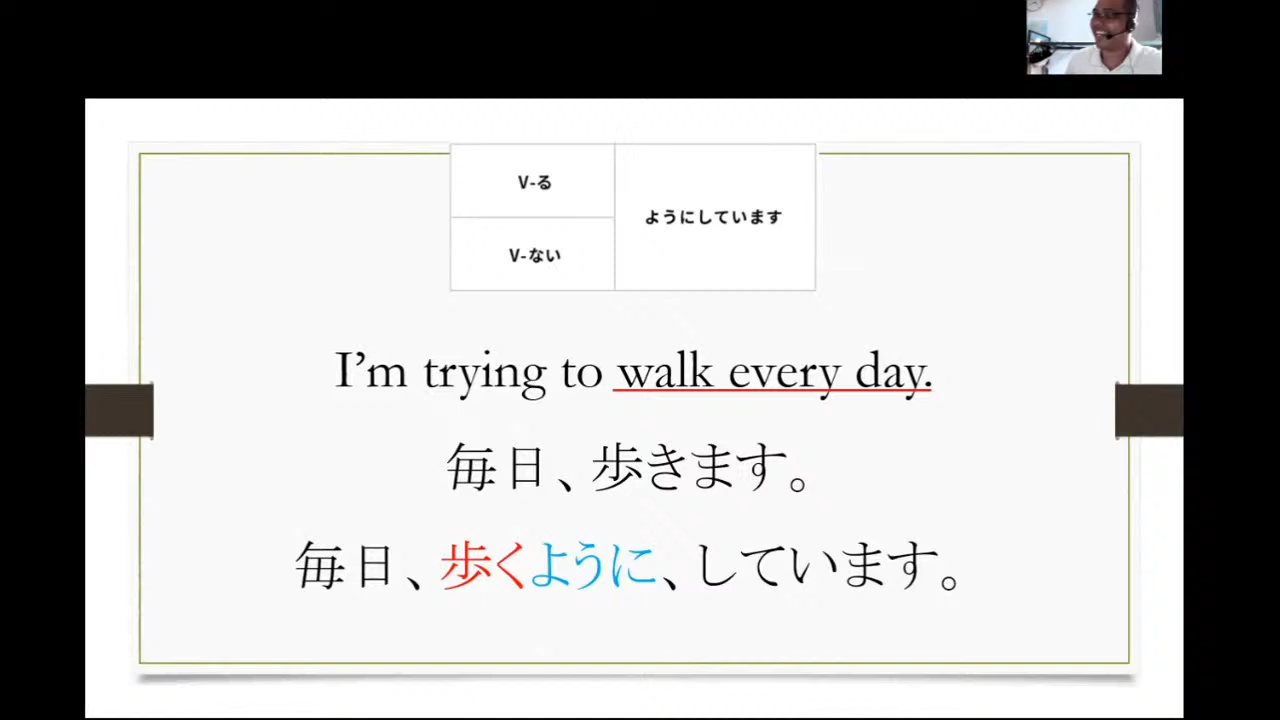 V-る
ようにしています
V-ない
I'm trying to walk every day.
毎日、歩きます。
毎日、歩くように、しています。